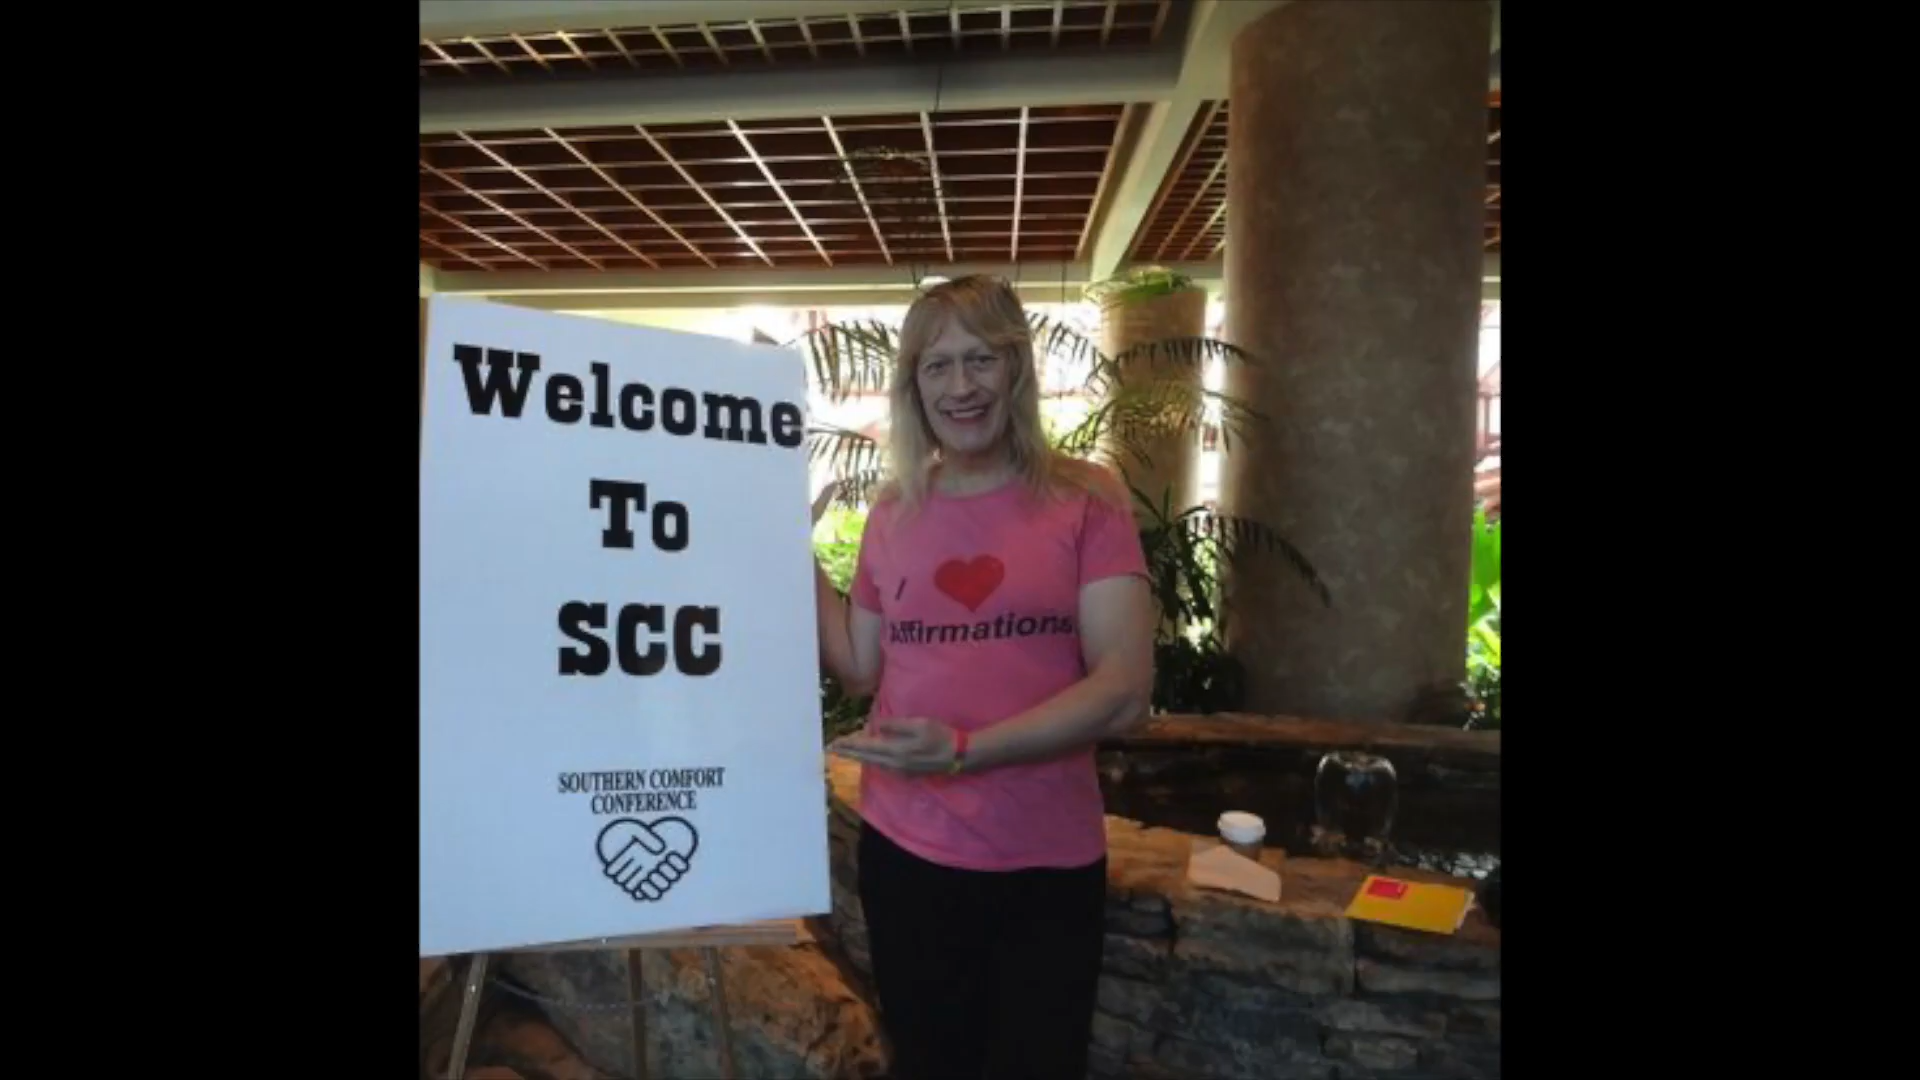 Welcome
To
SCC
SOUTHERN COMFORT
CONFERENCE
I
Affirmations